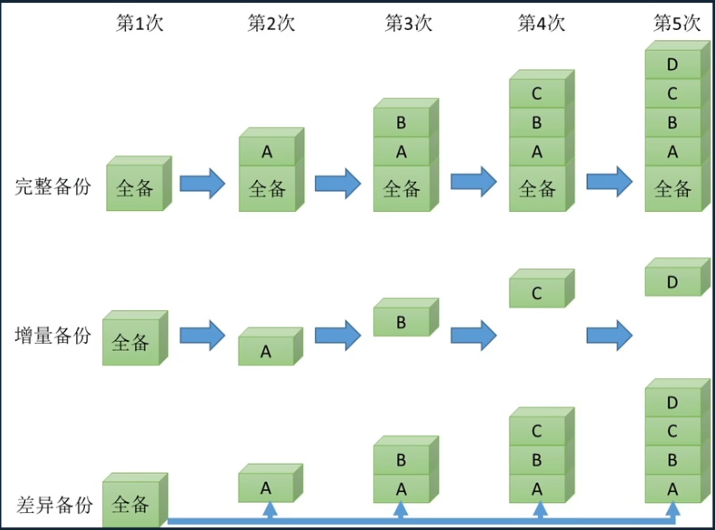 第1次 第2次 第3次 第4次 第5次
完整备份 全备 A 全备 B A 全备 C B A 全备 D C B A 全备
增量备份 全备 A B C D
差异备份 全备 A B A C B A D C B A